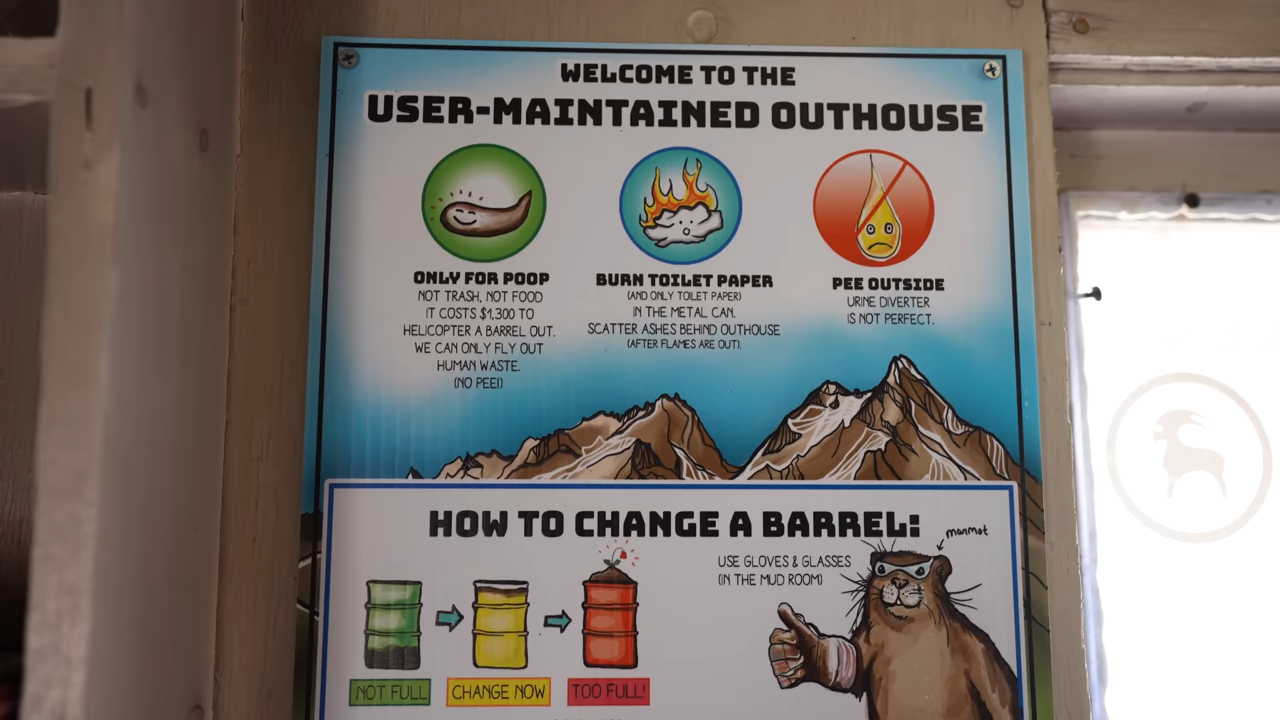 WELCOME TO THE
USER-MAINTAINED OUTHOUSE
ONLY FOR POOP
NOT TRASH, NOT FOOD
IT COSTS $1,300 TO
HELICOPTER A BARREL OUT.
WE CAN ONLY FLY OUT
HUMAN WASTE.
(NO PEE!)
BURN TOILET PAPER
(AND ONLY TOILET PAPER)
IN THE METAL CAN.
SCATTER ASHES BEHIND OUTHOUSE
(AFTER FLAMES ARE OUT).
PEE OUTSIDE
URINE DIVERTER
IS NOT PERFECT.
HOW TO CHANGE A BARREL:
marmot
USE GLOVES & GLASSES
(IN THE MUD ROOM)
NOT FULL
CHANGE NOW
TOO FULL!